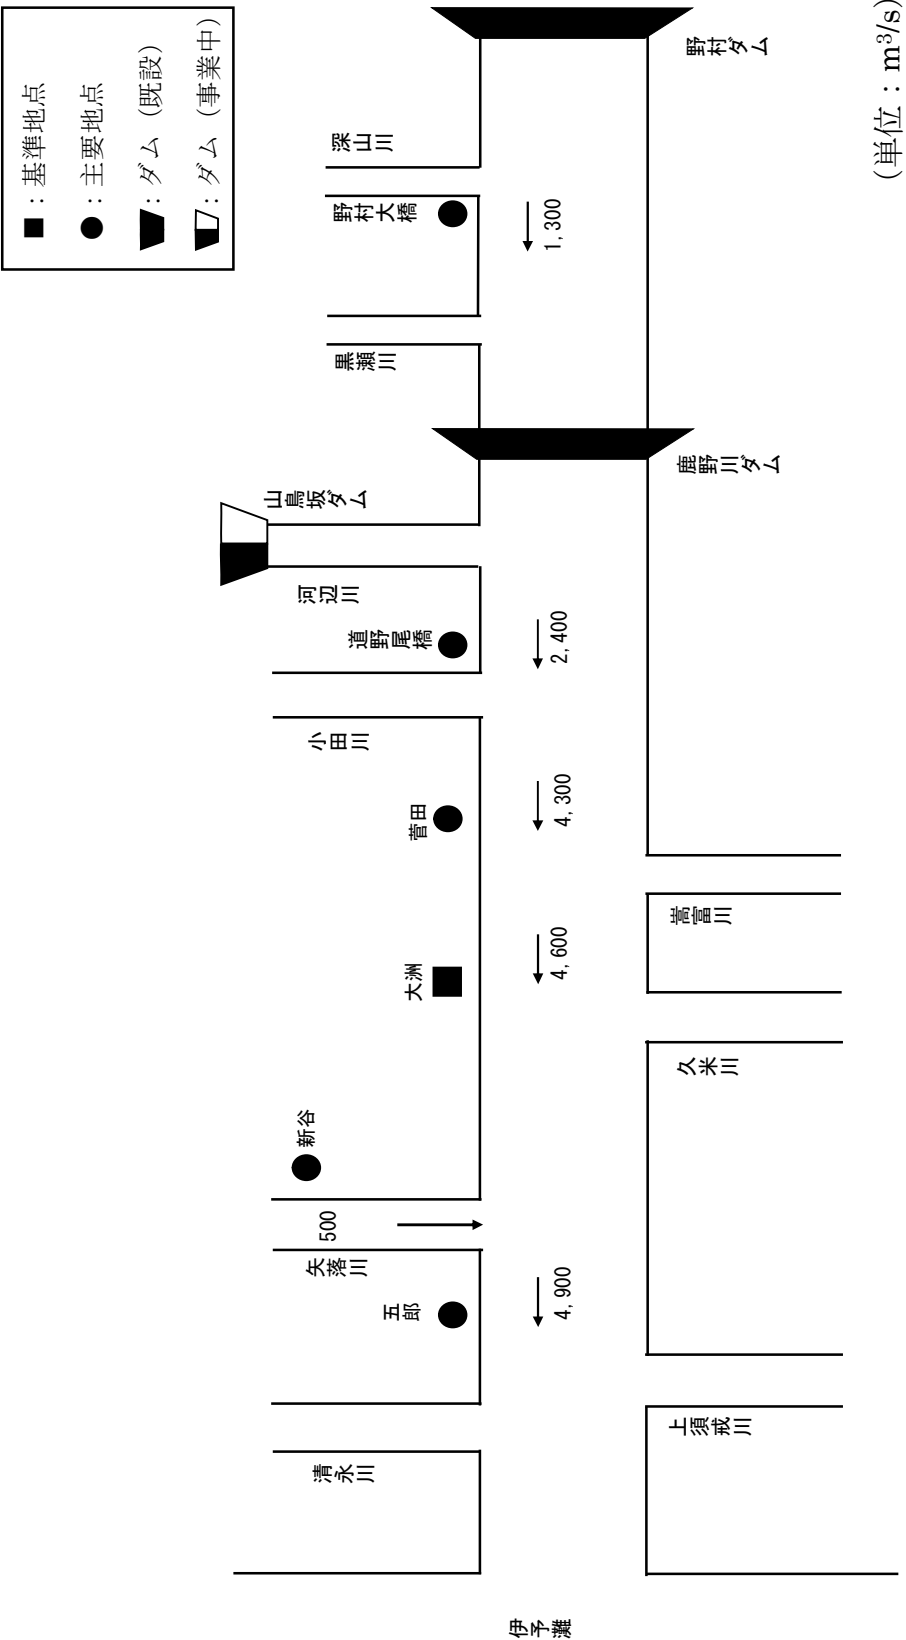 ■：基準地点
●：主要地点
：ダム（既設）
：ダム（事業中）
（単位：m³/s）
伊予灘
清永川
五郎
矢落川
500
新谷
大洲
菅田
小田川
道野尾橋
河辺川
山鳥坂ダム
黒瀬川
野村大橋
深山川
4,900
4,600
4,300
2,400
1,300
上須戒川
久米川
嵩富川
鹿野川ダム
野村ダム